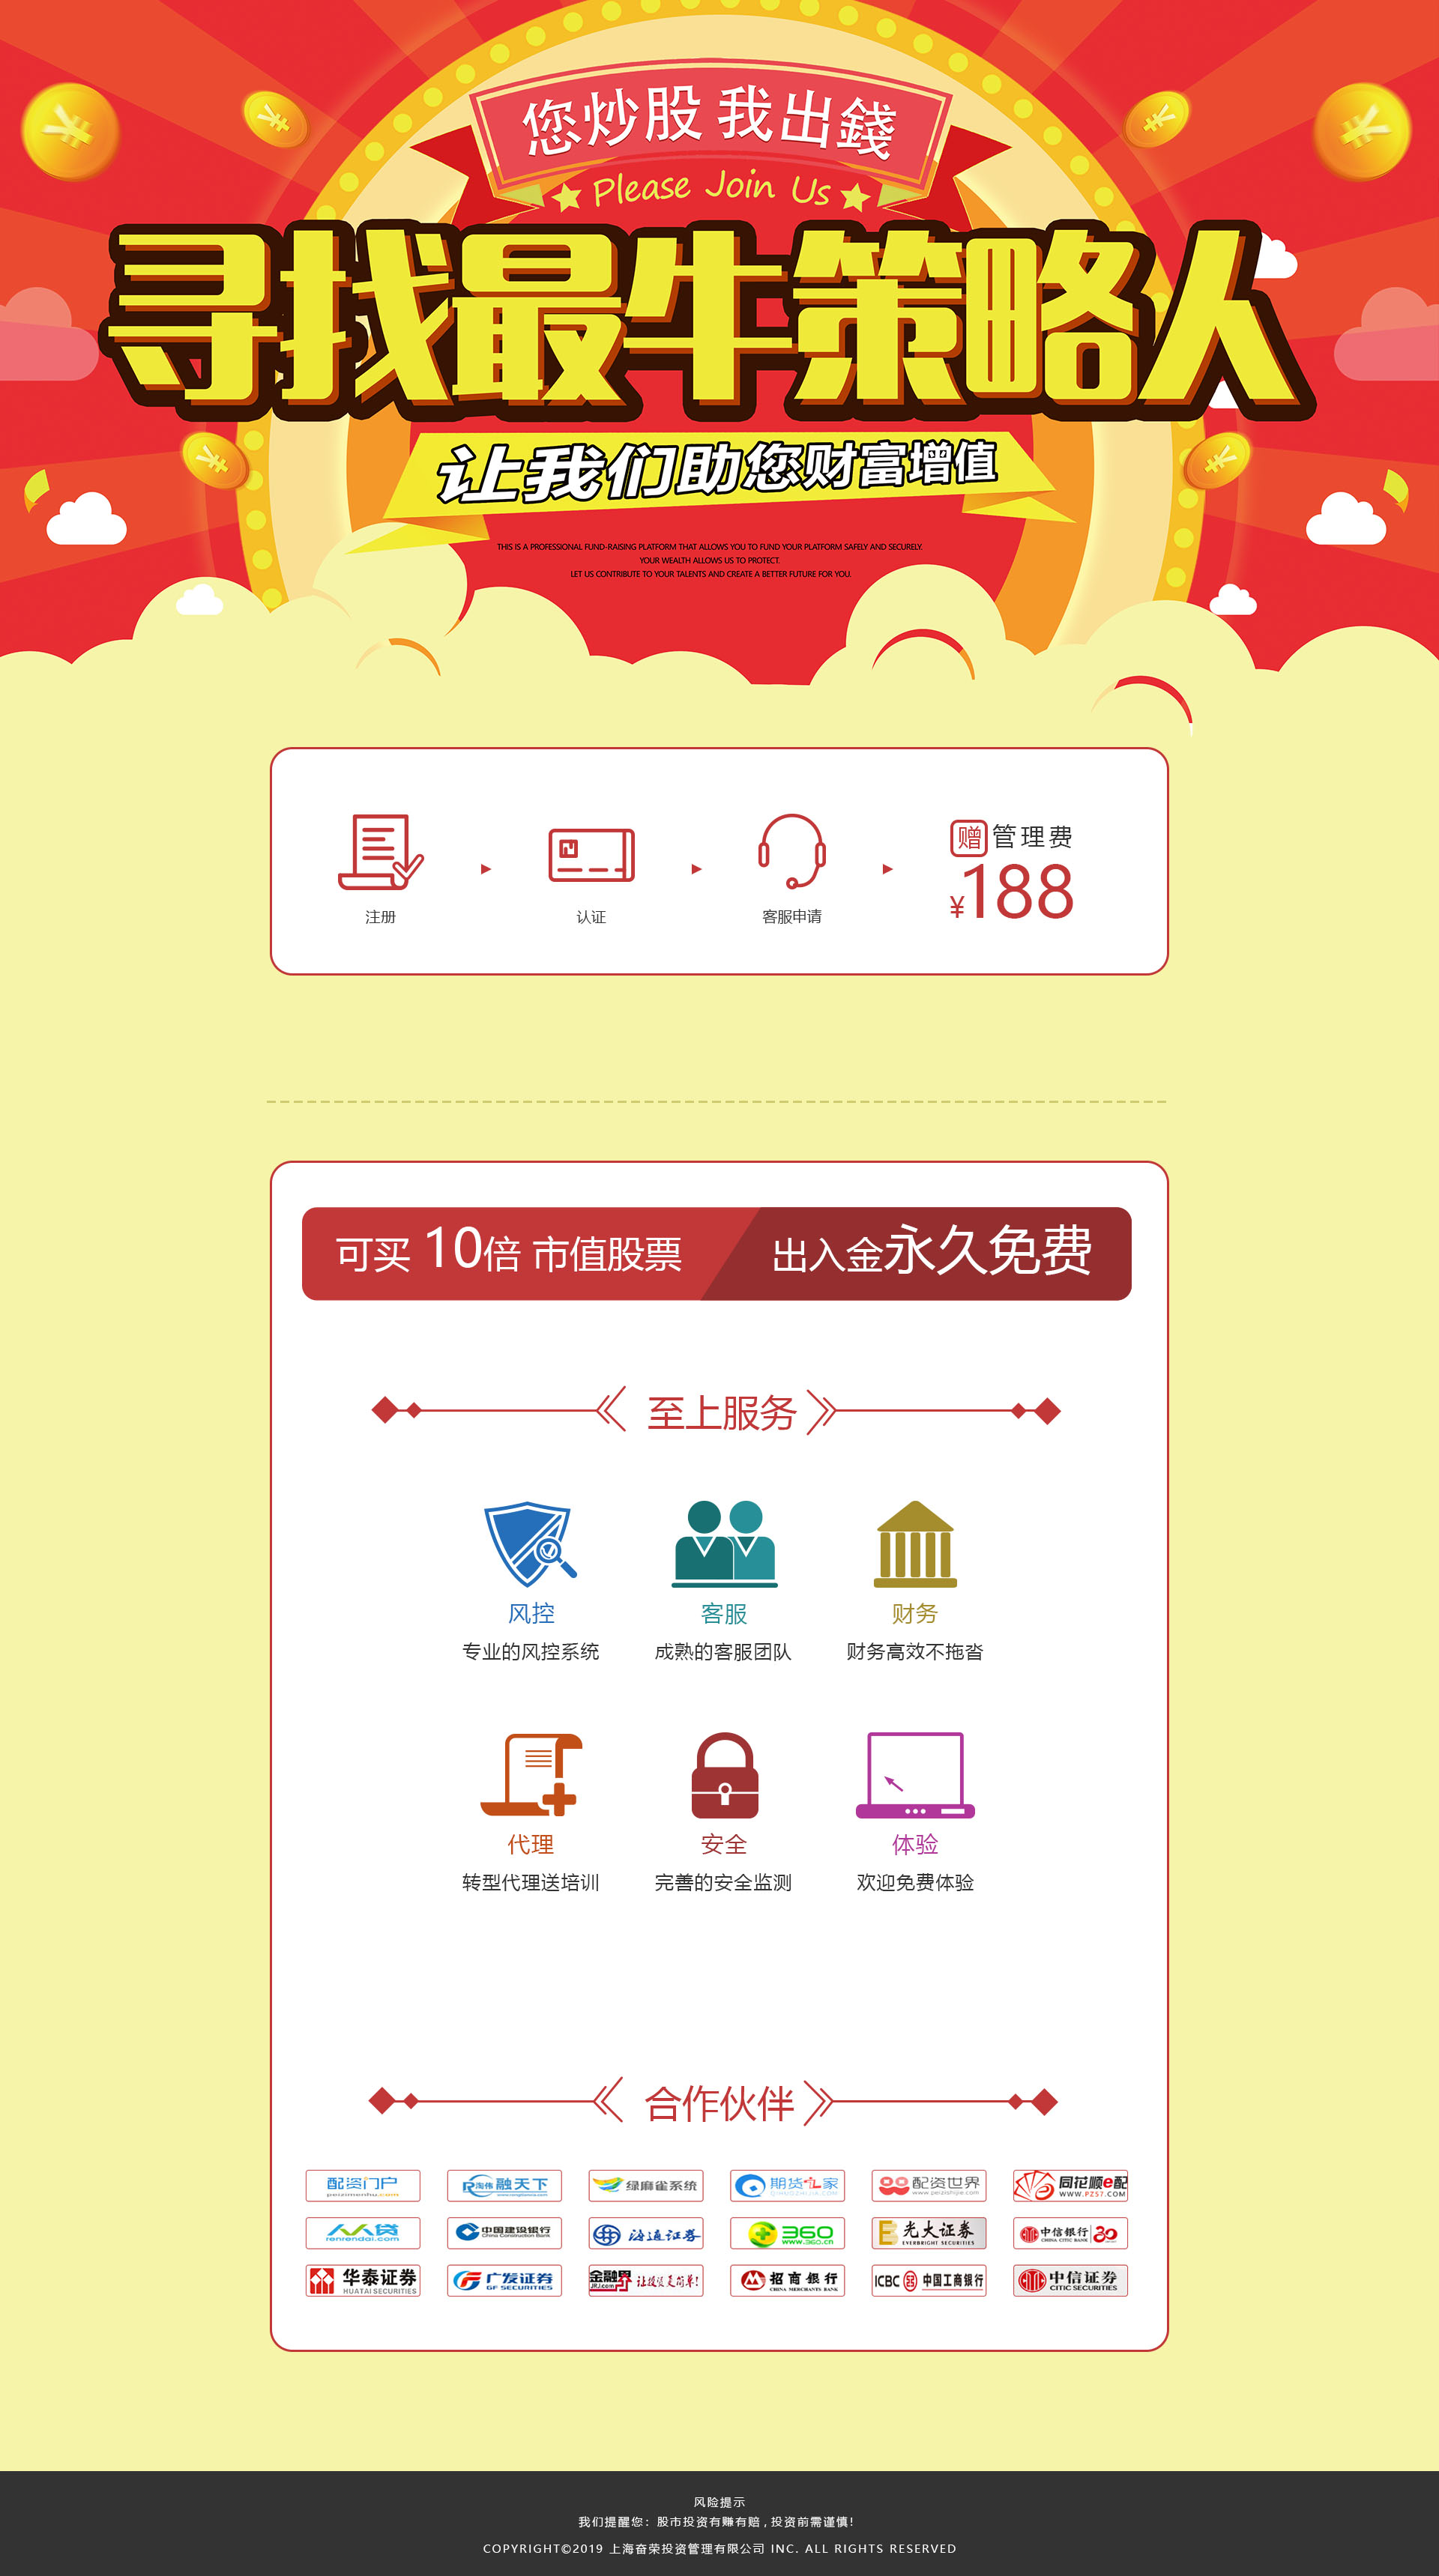 您炒股 我出錢
Please Join Us
寻找最牛策略人
让我们助您财富增值
THIS IS A PROFESSIONAL FUND-RAISING PLATFORM THAT ALLOWS YOU TO FUND YOUR PLATFORM SAFELY AND SECURELY.
YOUR WEALTH ALLOWS US TO PROTECT.
LET US CONTRIBUTE TO YOUR TALENTS AND CREATE A BETTER FUTURE FOR YOU.
赠 管理费
¥188
注册 认证 客服申请
可买 10倍 市值股票 出入金永久免费
至上服务
风控 客服 财务
专业的风控系统 成熟的客服团队 财务高效不拖沓
代理 安全 体验
转型代理送培训 完善的安全监测 欢迎免费体验
合作伙伴
配资门户 淘伟融天下 绿麻雀系统 期货之家 配资世界 同花顺e配
peizimenhu.com WWW.PZ57.COM
人人贷 中国建设银行 海通证券 360 光大证券 中信银行 30
renrendai.com China Construction Bank www.360.cn EVERBRIGHT SECURITIES CHINA CITIC BANK
华泰证券 广发证券 金融界 让投资更简单! 招商银行 ICBC 中国工商银行 中信证券
HUATAI SECURITIES GF SECURITIES JRJ.com CHINA MERCHANTS BANK CITIC SECURITIES
风险提示
我们提醒您：股市投资有赚有赔，投资前需谨慎！
COPYRIGHT©2019 上海奋荣投资管理有限公司 INC. ALL RIGHTS RESERVED